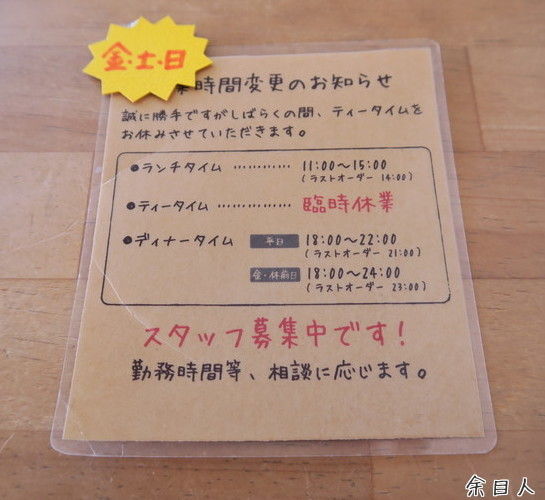 金・土・日
業時間変更のお知らせ
誠に勝手ですがしばらくの間、ティータイムを
お休みさせていただきます。
●ランチタイム ………… 11:00〜15:00
(ラストオーダー 14:00)
●ティータイム …………… 臨時休業
●ディナータイム 平日 18:00〜22:00
(ラストオーダー 21:00)
金・休前日 18:00〜24:00
(ラストオーダー 23:00)
スタッフ募集中です!
勤務時間等、相談に応じます。
余目人